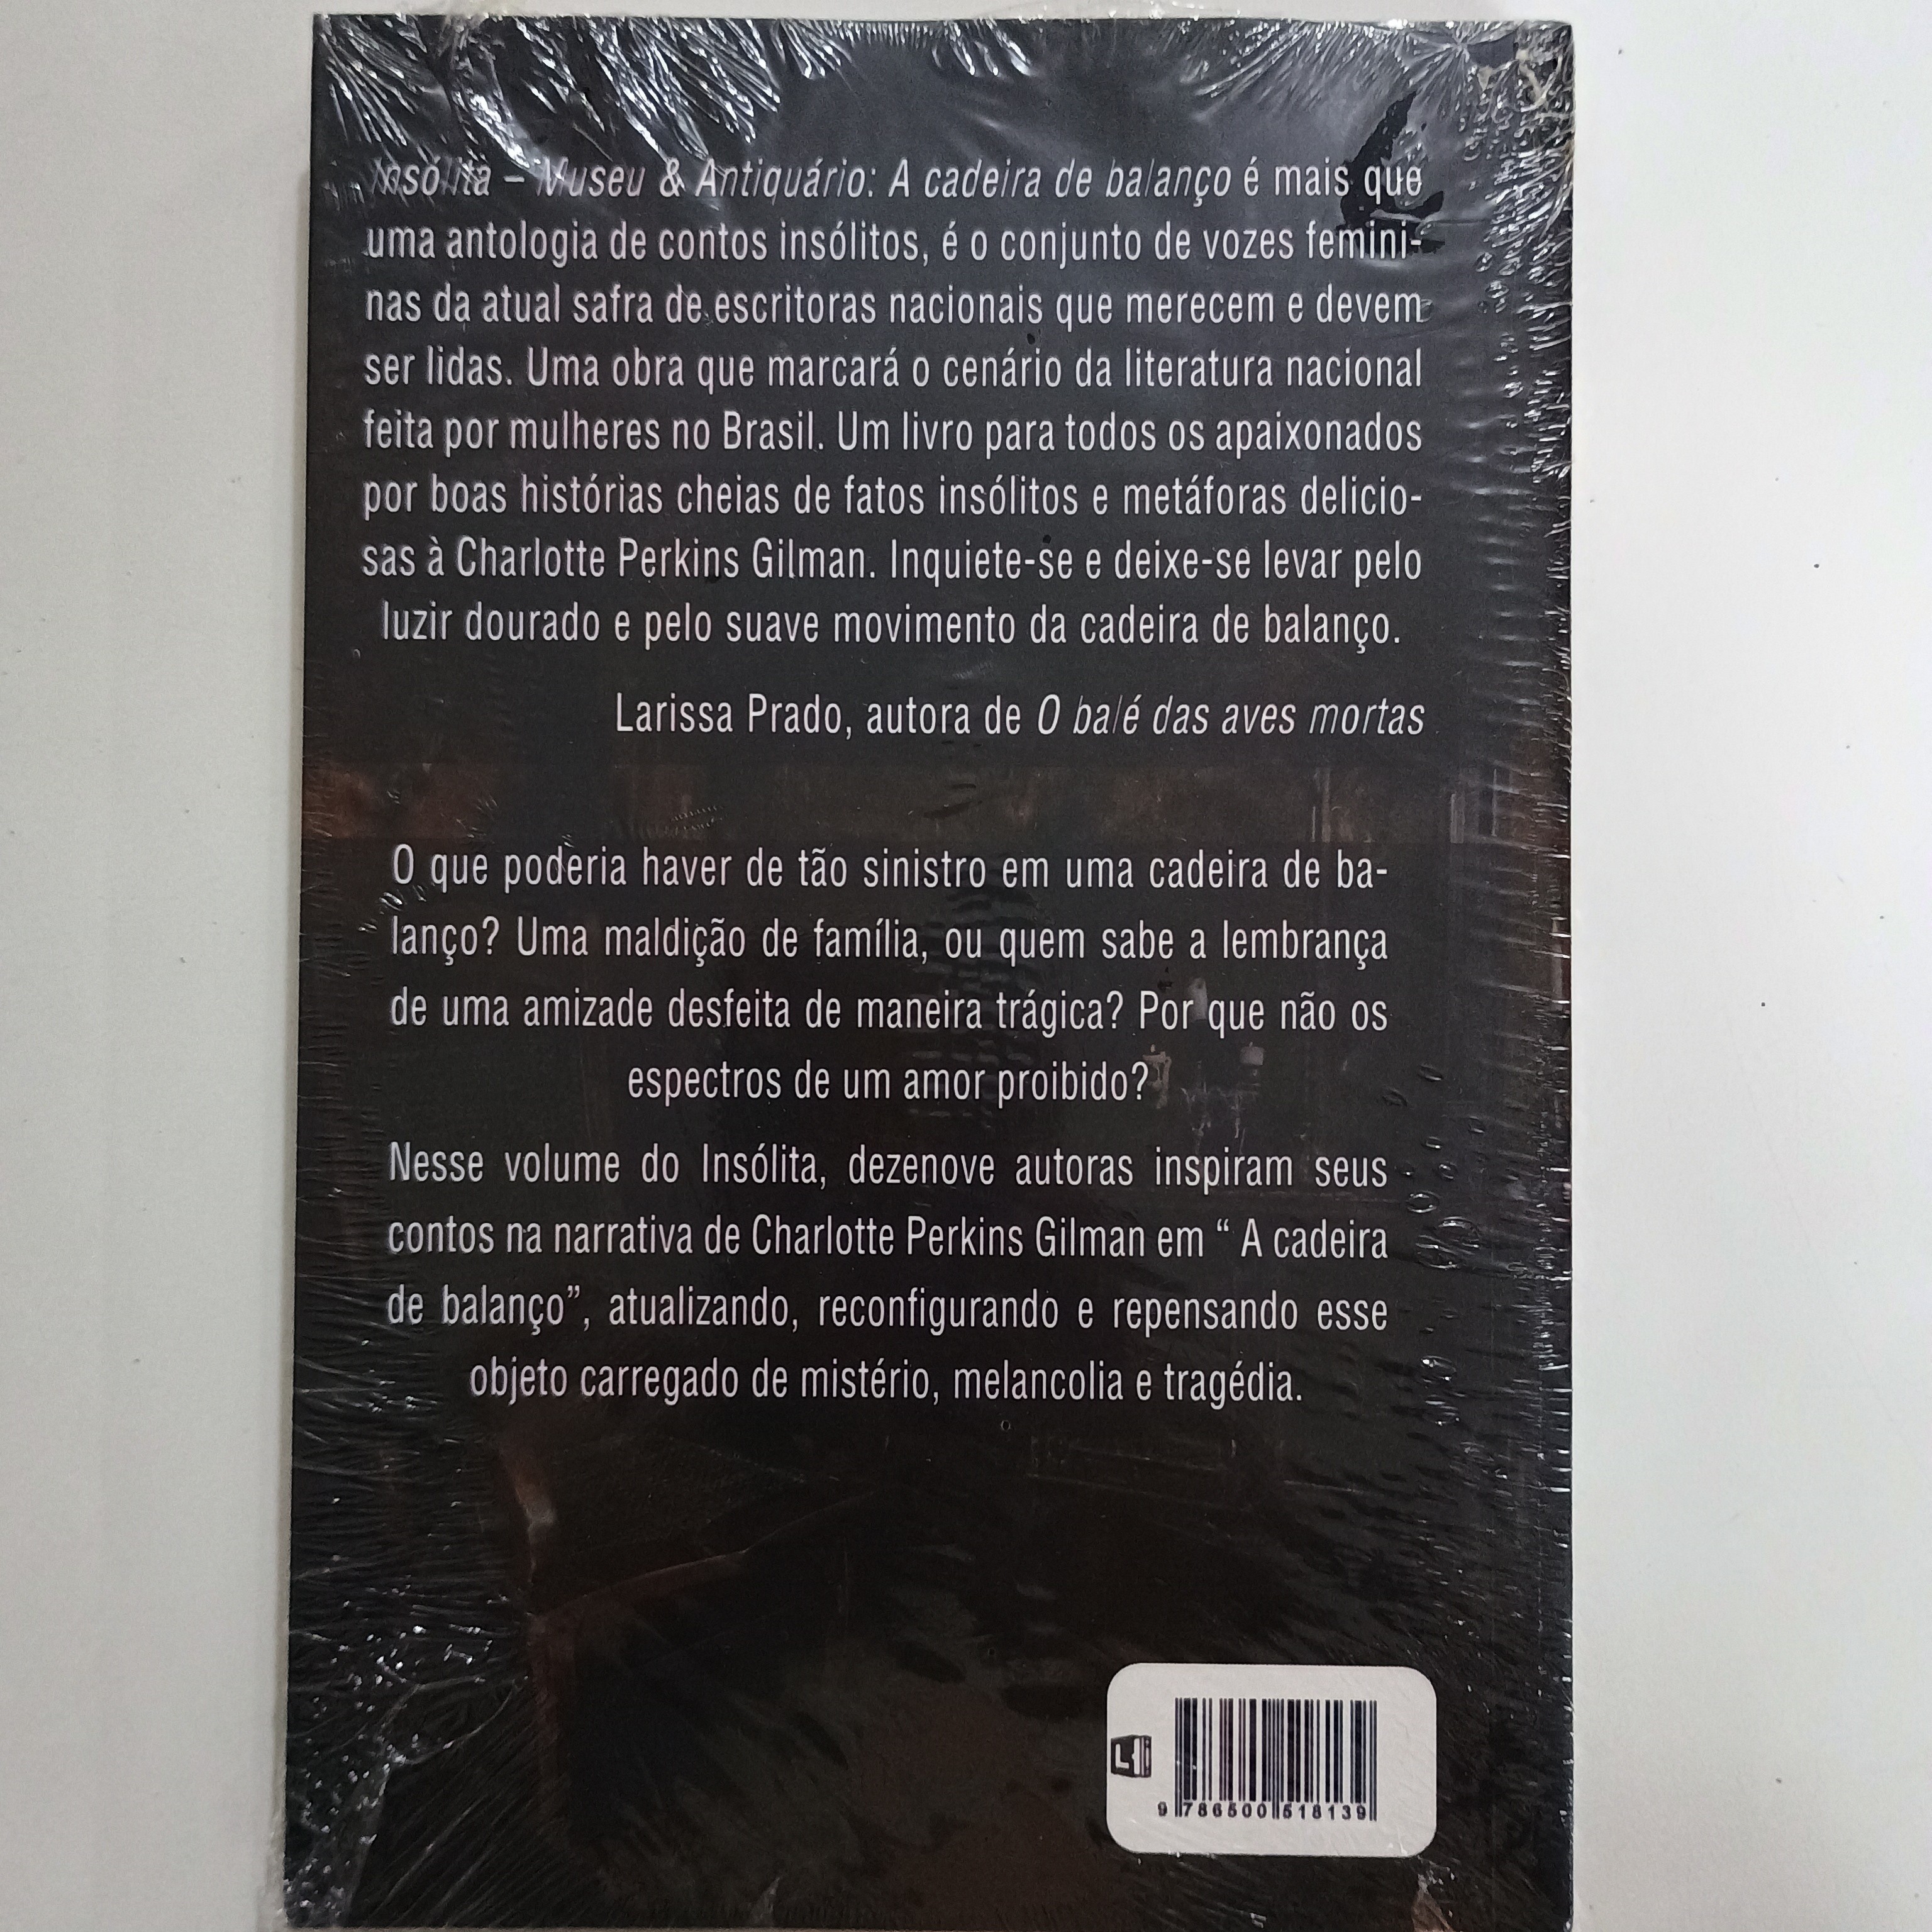 Insólita – Museu & Antiquário: A cadeira de balanço é mais que
uma antologia de contos insólitos, é o conjunto de vozes femini-
nas da atual safra de escritoras nacionais que merecem e devem
ser lidas. Uma obra que marcará o cenário da literatura nacional
feita por mulheres no Brasil. Um livro para todos os apaixonados
por boas histórias cheias de fatos insólitos e metáforas delicio-
sas à Charlotte Perkins Gilman. Inquiete-se e deixe-se levar pelo
luzir dourado e pelo suave movimento da cadeira de balanço.
Larissa Prado, autora de O balé das aves mortas
O que poderia haver de tão sinistro em uma cadeira de ba-
lanço? Uma maldição de família, ou quem sabe a lembrança
de uma amizade desfeita de maneira trágica? Por que não os
espectros de um amor proibido?
Nesse volume do Insólita, dezenove autoras inspiram seus
contos na narrativa de Charlotte Perkins Gilman em “ A cadeira
de balanço”, atualizando, reconfigurando e repensando esse
objeto carregado de mistério, melancolia e tragédia.
9 786500 518139